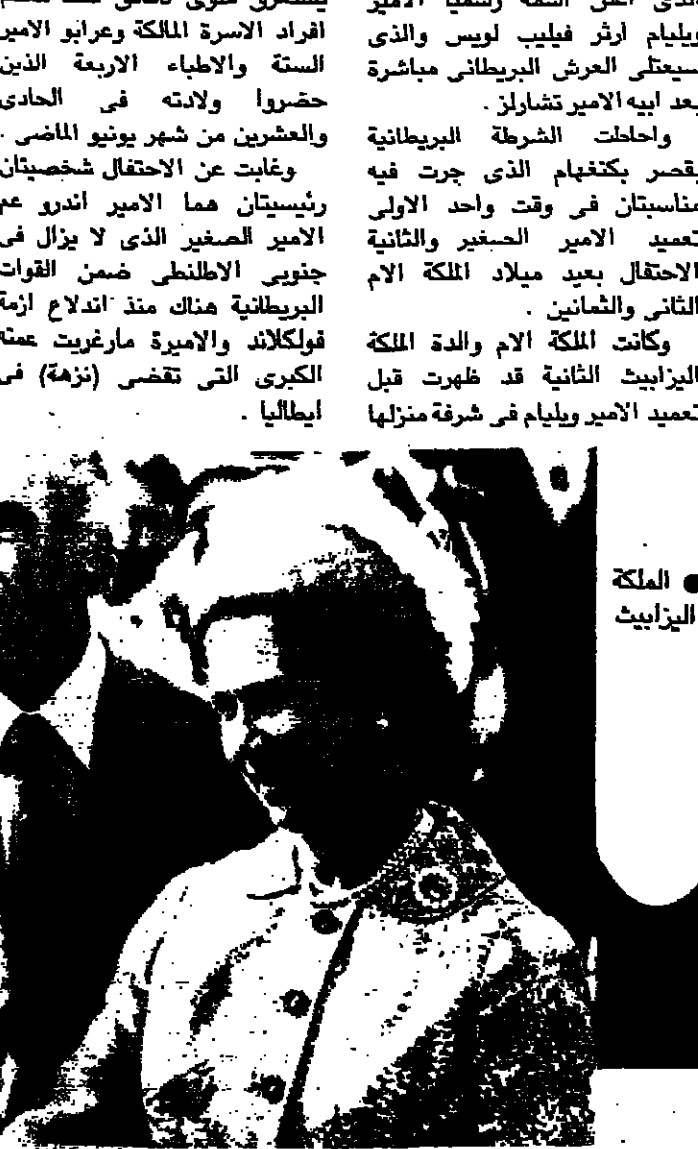 الذى اعلن اسمه رسميا الامير
ويليام ارثر فيليب لويس والذى
سيعتلى العرش البريطانى مباشرة
بعد ابيه الامير تشارلز .
واحاطت الشرطة البريطانية
بقصر بكنغهام الذى جرت فيه
مناسبتان فى وقت واحد الاولى
تعميد الامير الصغير والثانية
الاحتفال بعيد ميلاد الملكة الام
الثانى والثمانين .
وكانت الملكة الام والدة الملكة
اليزابيث الثانية قد ظهرت قبل
تعميد الامير ويليام فى شرفة منزلها
افراد الاسرة المالكة وعرابو الامير
الستة والاطباء الاربعة الذين
حضروا ولادته فى الحادى
والعشرين من شهر يونيو الماضى .
وغابت عن الاحتفال شخصيتان
رئيسيتان هما الامير اندرو عم
الامير الصغير الذى لا يزال فى
جنوبى الاطلنطى ضمن القوات
البريطانية هناك منذ اندلاع ازمة
فولكلاند والاميرة مارغريت عمته
الكبرى التى تقضى (نزهة) فى
ايطاليا .
● الملكة
اليزابيث